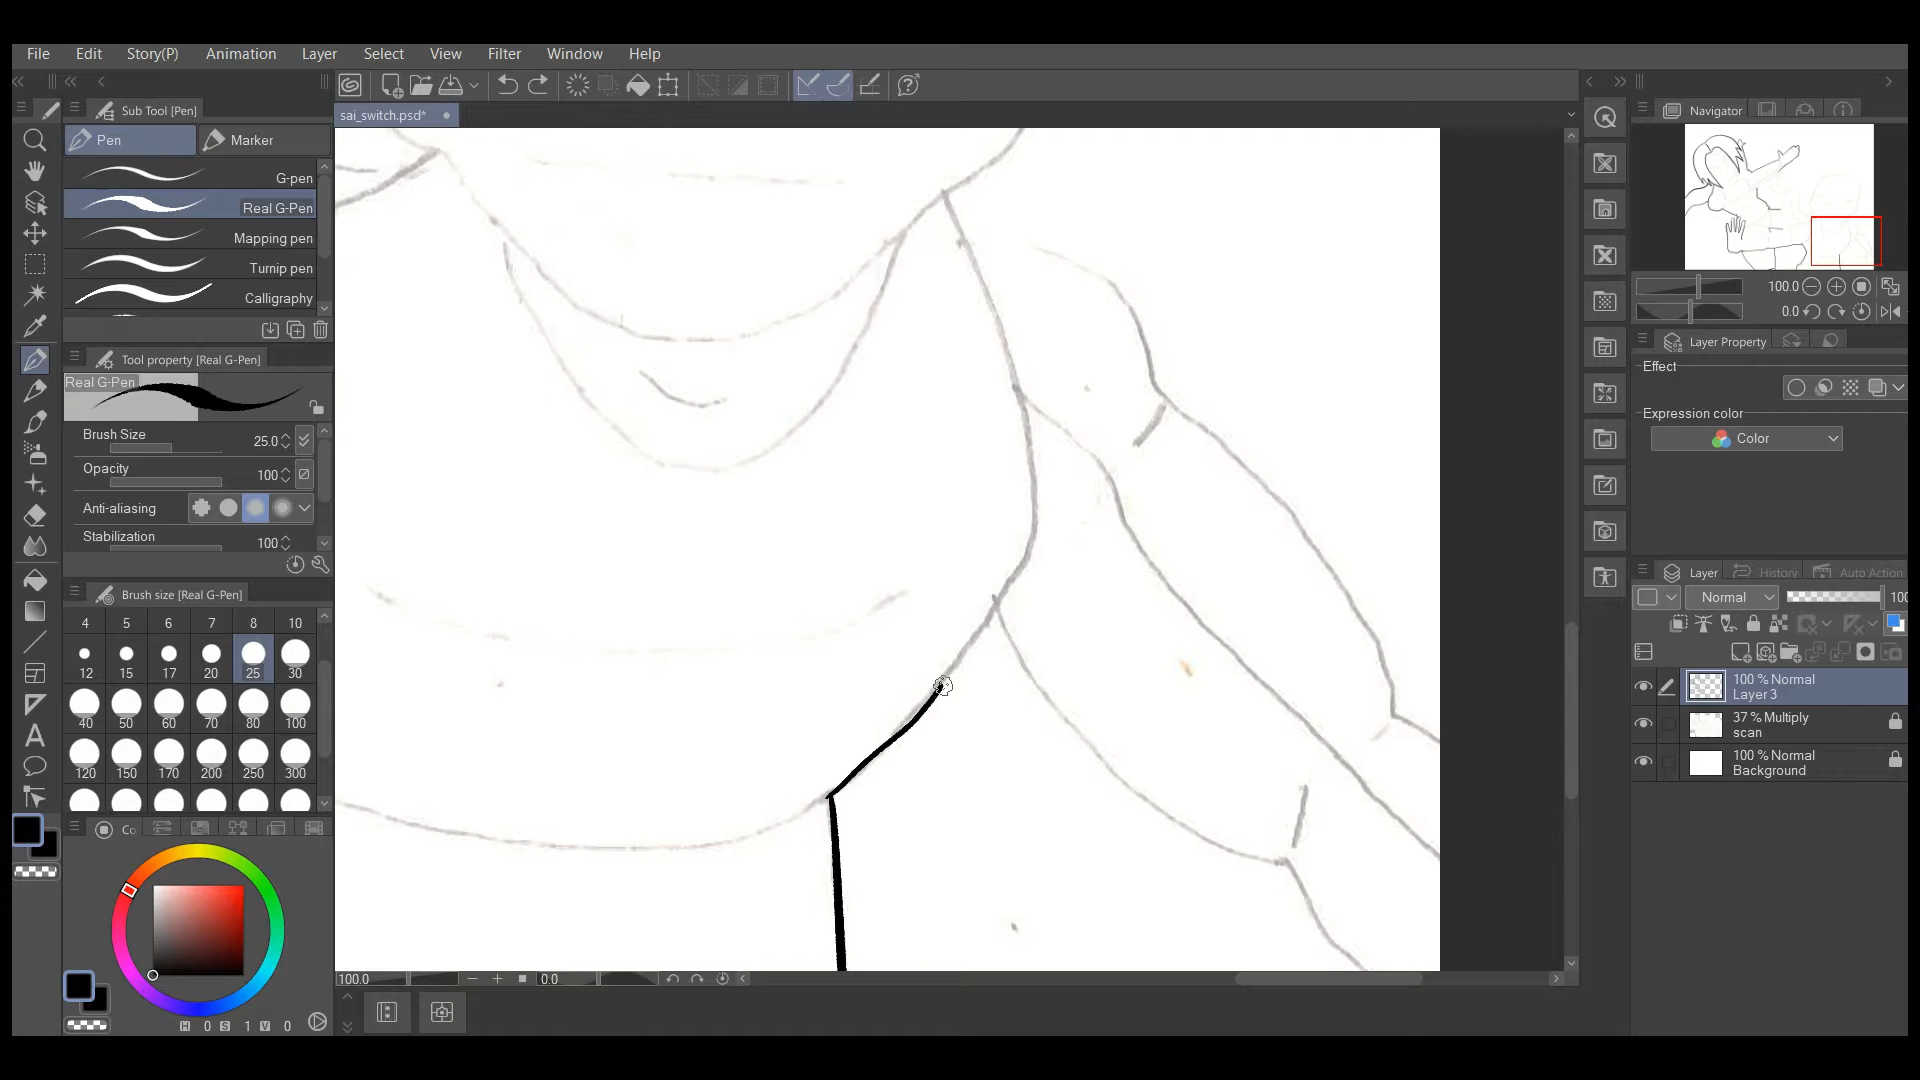 File Edit Story(P) Animation Layer Select View Filter Window Help
Sub Tool [Pen]
Pen Marker
G-pen
Real G-Pen
Mapping pen
Turnip pen
Calligraphy
Tool property [Real G-Pen]
Real G-Pen
Brush Size 25.0
Opacity 100
Anti-aliasing
Stabilization 100
Brush size [Real G-Pen]
4 5 6 7 8 10
12 15 17 20 25 30
40 50 60 70 80 100
120 150 170 200 250 300
Co
H 0 S 1 V 0
sai_switch.psd*
100.0 0.0
Navigator
100.0
0.0
Layer Property
Effect
Expression color
Color
Layer History Auto Action
Normal 100
100 % Normal
Layer 3
37 % Multiply
scan
100 % Normal
Background